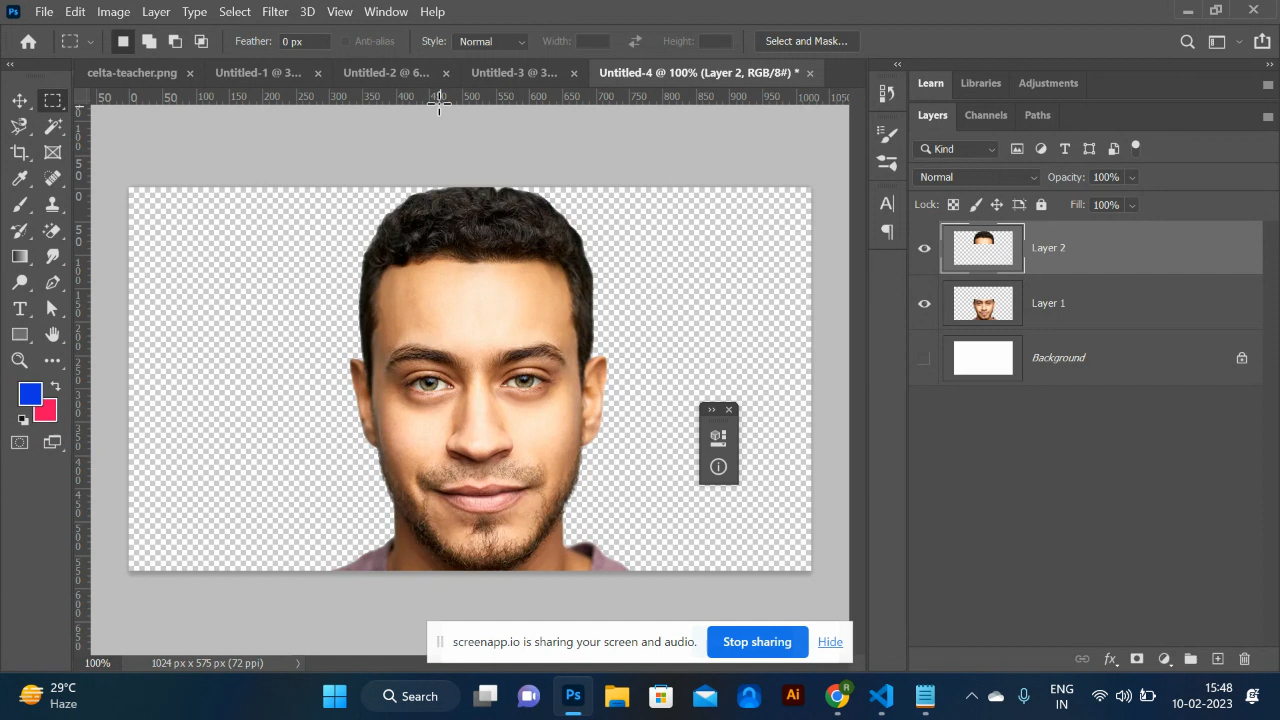 Ps File Edit Image Layer Type Select Filter 3D View Window Help
Feather: 0 px Anti-alias Style: Normal Width: Height: Select and Mask...
celta-teacher.png × Untitled-1 @ 3... × Untitled-2 @ 6... × Untitled-3 @ 3... × Untitled-4 @ 100% (Layer 2, RGB/8#) * ×
50 0 50 100 150 200 250 300 350 400 450 500 550 600 650 700 750 800 850 900 950 1000 1050
Learn Libraries Adjustments
Layers Channels Paths
Kind
Normal Opacity: 100%
Lock: Fill: 100%
Layer 2
Layer 1
Background
screenapp.io is sharing your screen and audio. Stop sharing Hide
100% 1024 px x 575 px (72 ppi)
29°C
Haze
Search
Ps
Ai
R
ENG
IN
15:48
10-02-2023